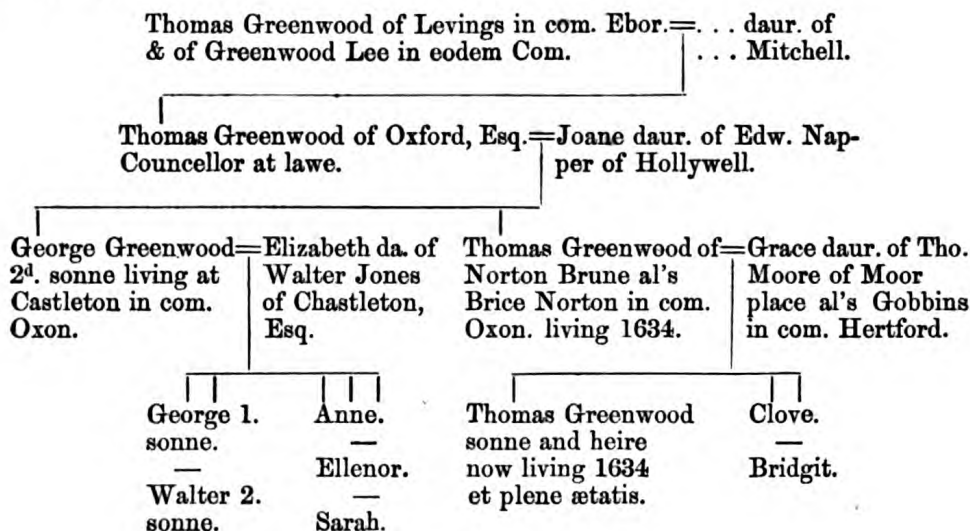 Thomas Greenwood of Levings in com. Ebor.=. . . daur. of
& of Greenwood Lee in eodem Com. . . . Mitchell.
Thomas Greenwood of Oxford, Esq.=Joane daur. of Edw. Nap-
Councellor at lawe. per of Hollywell.
George Greenwood=Elizabeth da. of
2d. sonne living at Walter Jones
Castleton in com. of Chastleton,
Oxon. Esq.
Thomas Greenwood of=Grace daur. of Tho.
Norton Brune al's Moore of Moor
Brice Norton in com. place al's Gobbins
Oxon. living 1634. in com. Hertford.
George 1.
sonne.
—
Walter 2.
sonne.
Anne.
—
Ellenor.
—
Sarah.
Thomas Greenwood
sonne and heire
now living 1634
et plene ætatis.
Clove.
—
Bridgit.